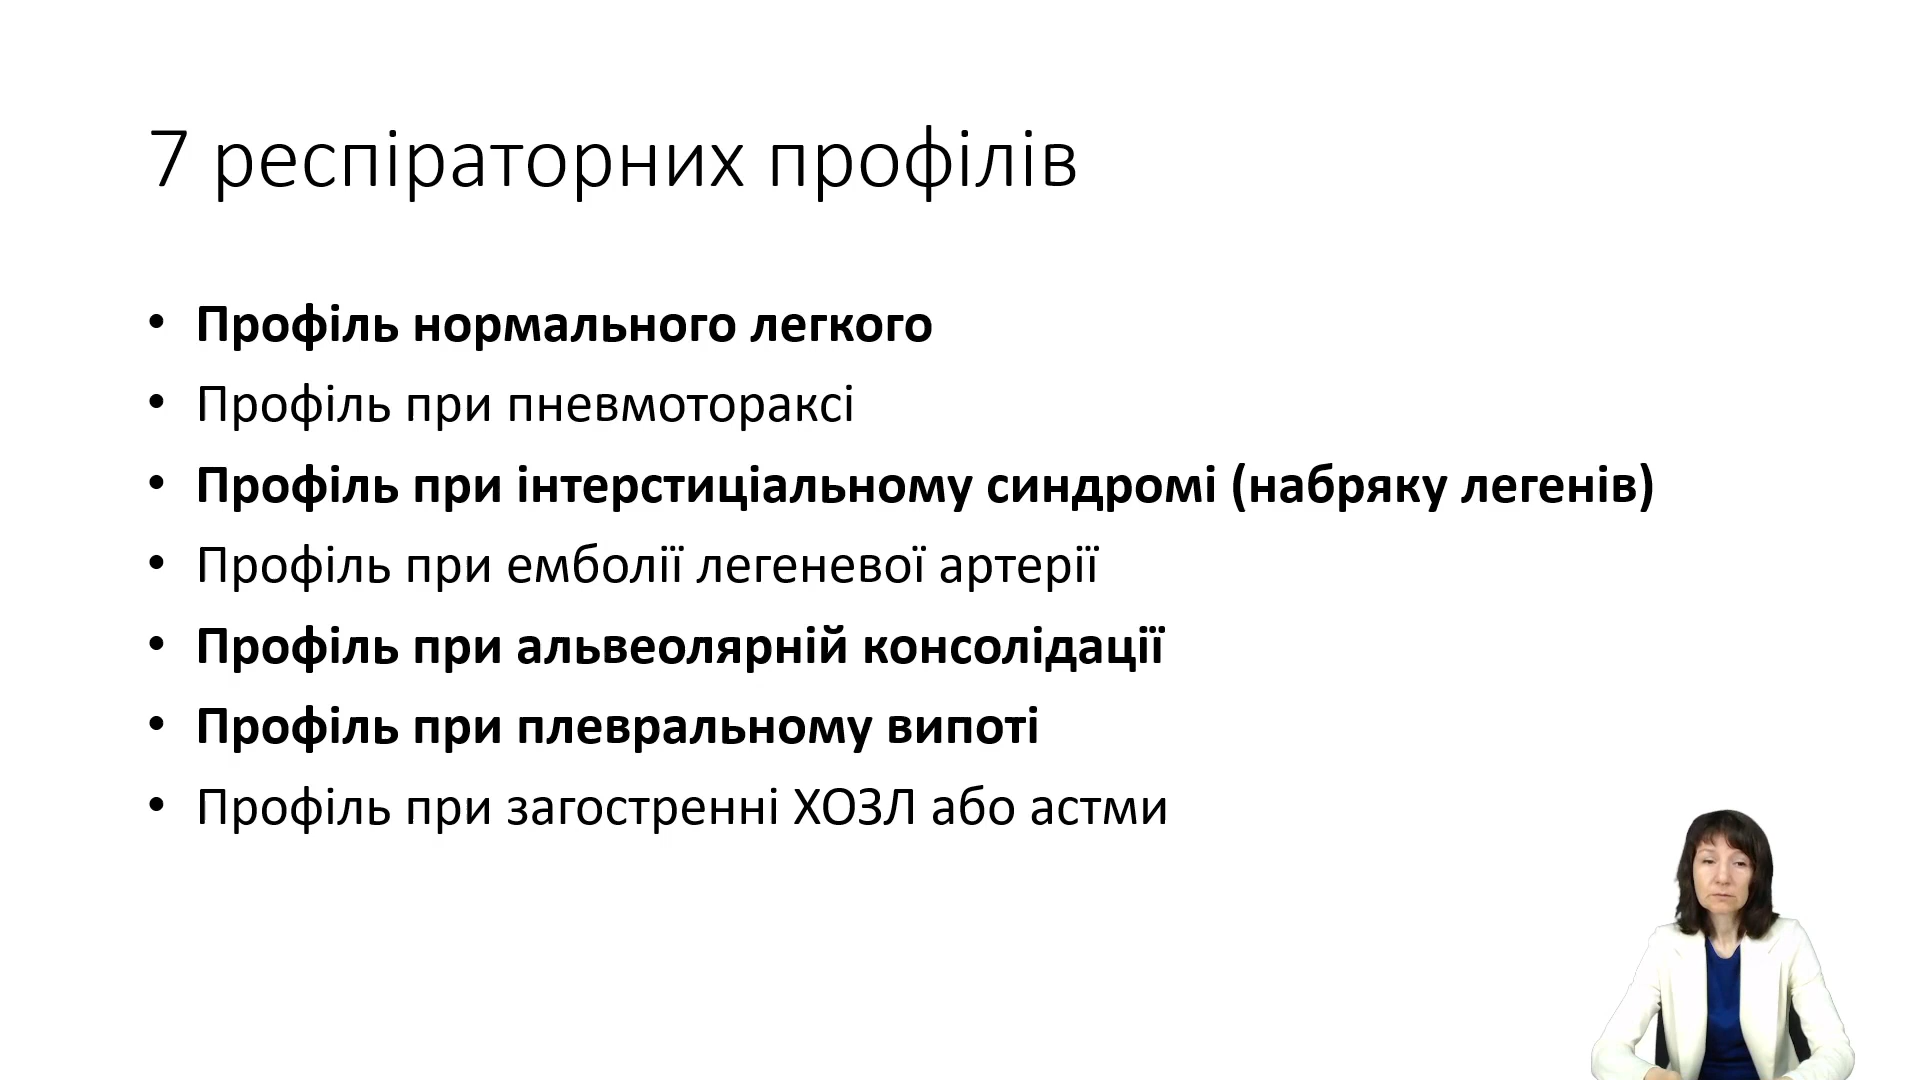 7 респіраторних профілів
• Профіль нормального легкого
• Профіль при пневмотораксі
• Профіль при інтерстиціальному синдромі (набряку легенів)
• Профіль при емболії легеневої артерії
• Профіль при альвеолярній консолідації
• Профіль при плевральному випоті
• Профіль при загостренні ХОЗЛ або астми